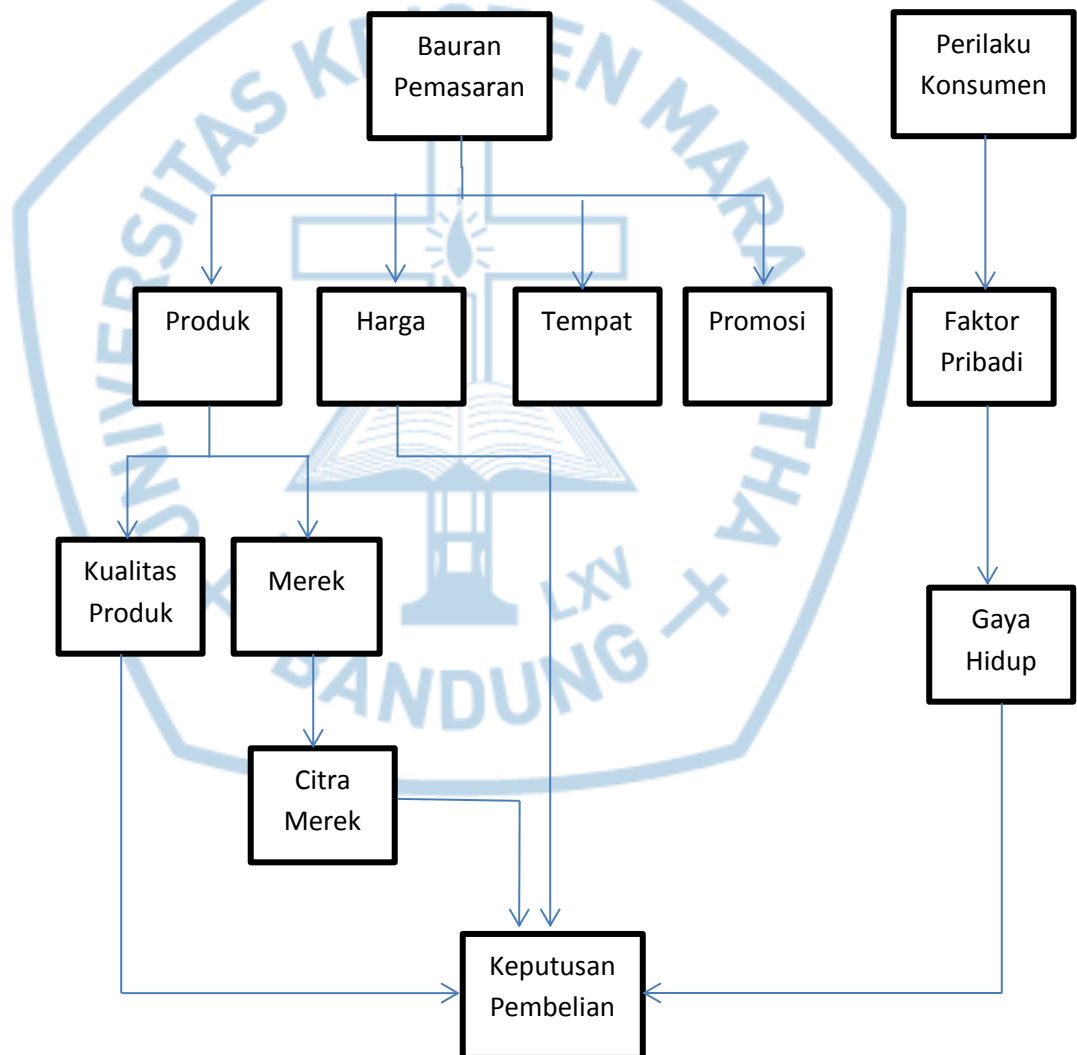 Bauran
Pemasaran
Perilaku
Konsumen
Produk
Harga
Tempat
Promosi
Faktor
Pribadi
Kualitas
Produk
Merek
Gaya
Hidup
Citra
Merek
Keputusan
Pembelian
UNIVERSITAS KRISTEN MARANATHA
LXV
BANDUNG